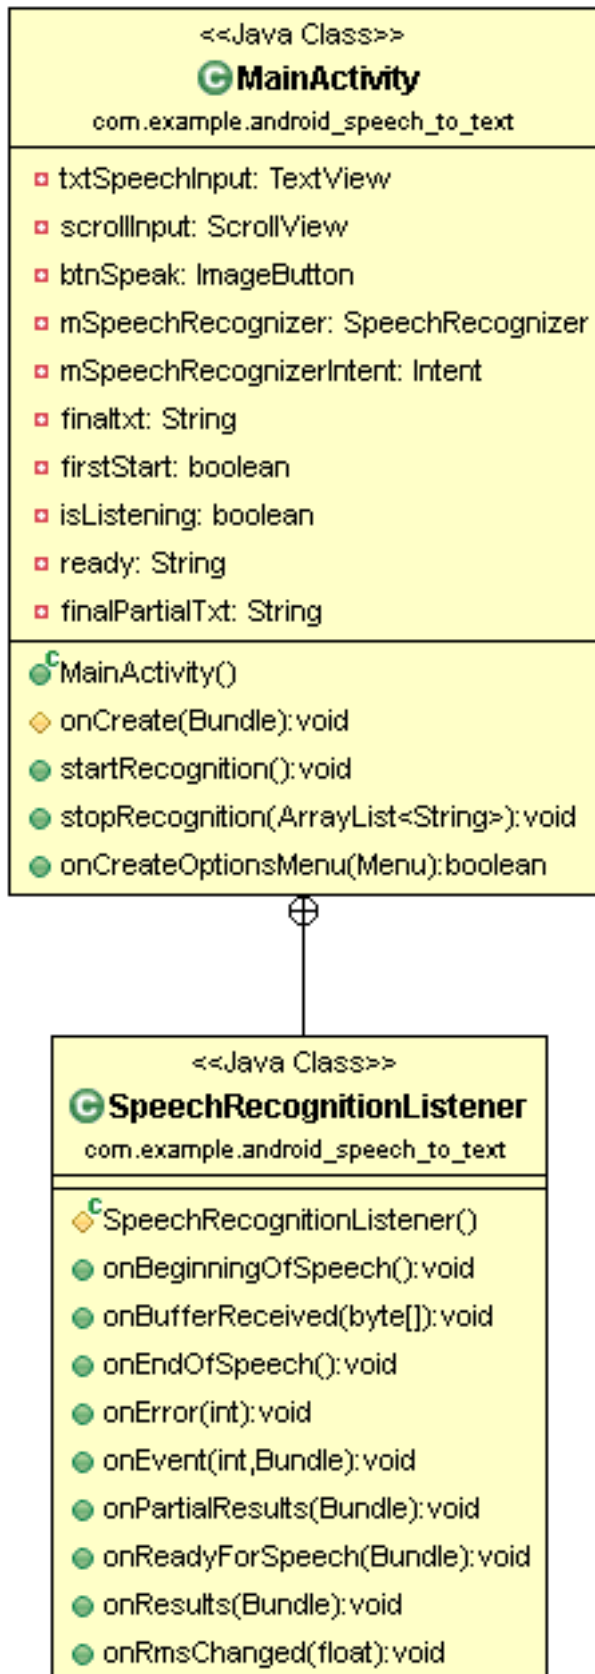 <<Java Class>>
C MainActivity
com.example.android_speech_to_text
txtSpeechInput: TextView
scrollInput: ScrollView
btnSpeak: ImageButton
mSpeechRecognizer: SpeechRecognizer
mSpeechRecognizerIntent: Intent
finaltxt: String
firstStart: boolean
isListening: boolean
ready: String
finalPartialTxt: String
C MainActivity()
onCreate(Bundle):void
startRecognition():void
stopRecognition(ArrayList<String>):void
onCreateOptionsMenu(Menu):boolean
<<Java Class>>
C SpeechRecognitionListener
com.example.android_speech_to_text
C SpeechRecognitionListener()
onBeginningOfSpeech():void
onBufferReceived(byte[]):void
onEndOfSpeech():void
onError(int):void
onEvent(int,Bundle):void
onPartialResults(Bundle):void
onReadyForSpeech(Bundle):void
onResults(Bundle):void
onRmsChanged(float):void